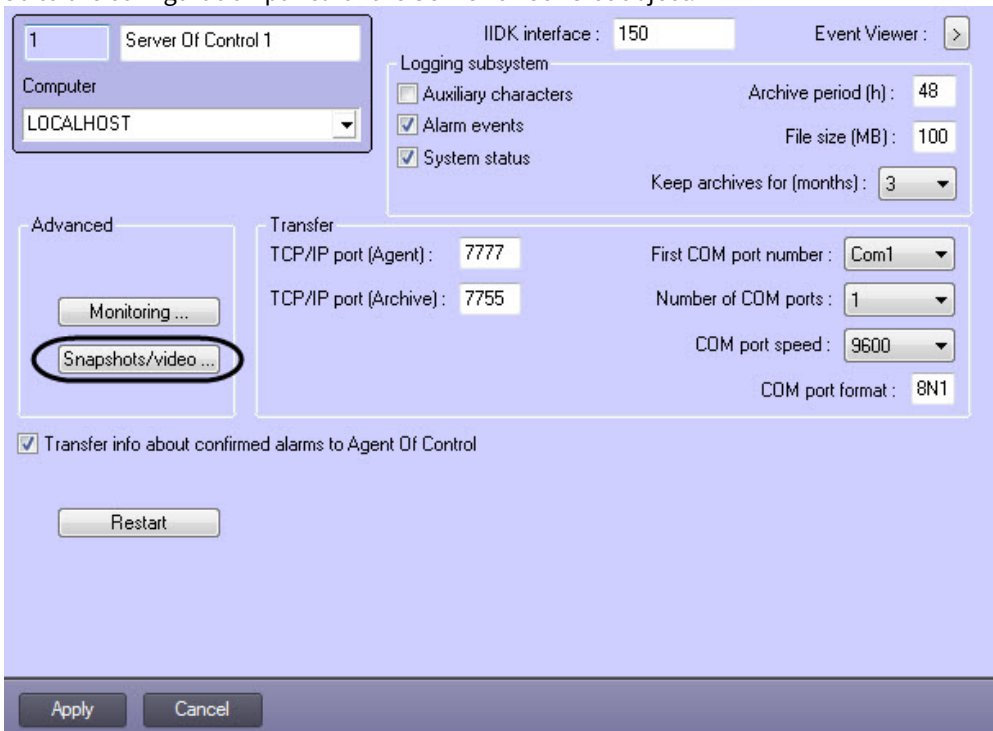 1 Server Of Control 1
Computer
LOCALHOST
IIDK interface : 150
Event Viewer : >
Logging subsystem
Auxiliary characters
Alarm events
System status
Archive period (h) : 48
File size (MB) : 100
Keep archives for (months) : 3
Advanced
Monitoring ...
Snapshots/video ...
Transfer
TCP/IP port (Agent) : 7777
TCP/IP port (Archive) : 7755
First COM port number : Com1
Number of COM ports : 1
COM port speed : 9600
COM port format : 8N1
Transfer info about confirmed alarms to Agent Of Control
Restart
Apply Cancel